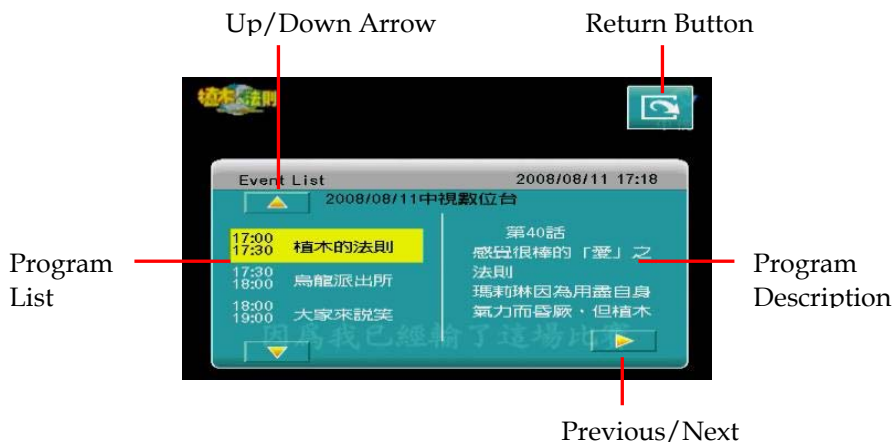 Up/Down Arrow
Return Button
植木的法則
Event List
2008/08/11 17:18
2008/08/11中視數位台
17:00
17:30
植木的法則
17:30
18:00
烏龍派出所
18:00
19:00
大家來說笑
第40話
感覺很棒的「愛」之
法則
瑪莉琳因為用盡自身
氣力而昏厥,但植木
因為我已經輸了這場比賽
Program
List
Program
Description
Previous/Next